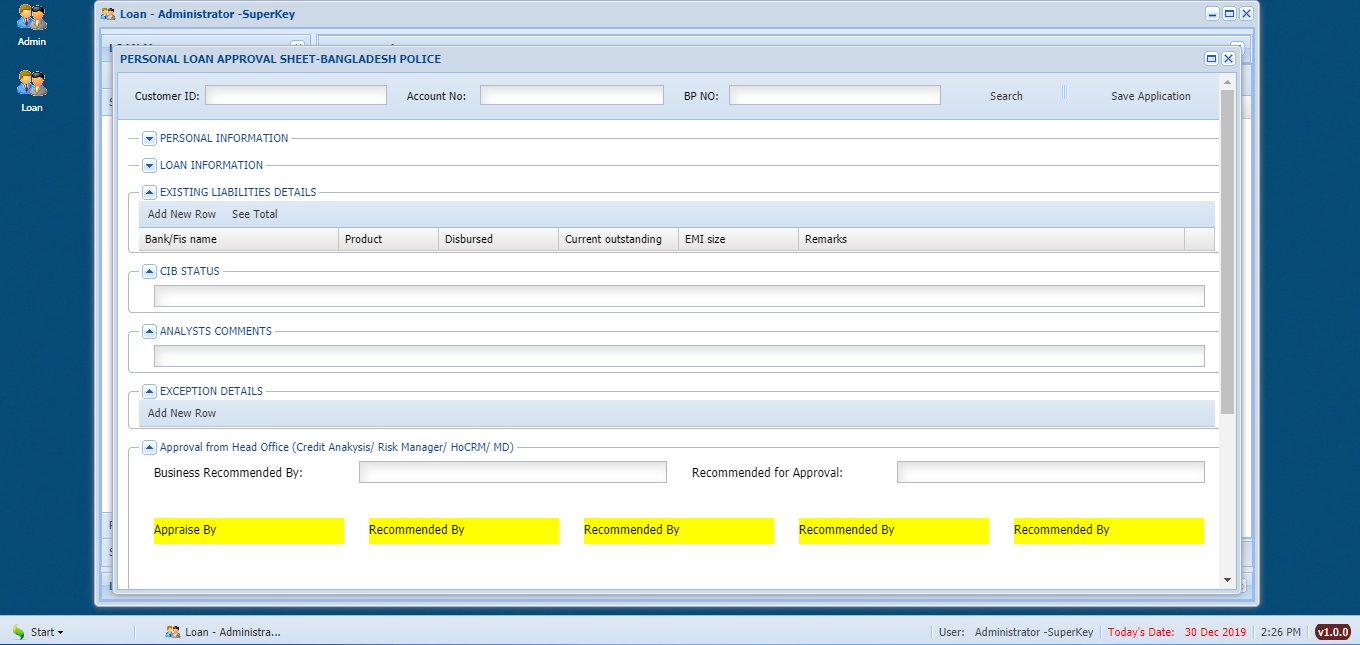 Admin
Loan
Loan - Administrator -SuperKey
PERSONAL LOAN APPROVAL SHEET-BANGLADESH POLICE
Customer ID: Account No: BP NO: Search Save Application
PERSONAL INFORMATION
LOAN INFORMATION
EXISTING LIABILITIES DETAILS
Add New Row See Total
Bank/Fis name Product Disbursed Current outstanding EMI size Remarks
CIB STATUS
ANALYSTS COMMENTS
EXCEPTION DETAILS
Add New Row
Approval from Head Office (Credit Anakysis/ Risk Manager/ HoCRM/ MD)
Business Recommended By: Recommended for Approval:
Appraise By Recommended By Recommended By Recommended By Recommended By
Start Loan - Administra... User: Administrator -SuperKey Today's Date: 30 Dec 2019 2:26 PM v1.0.0